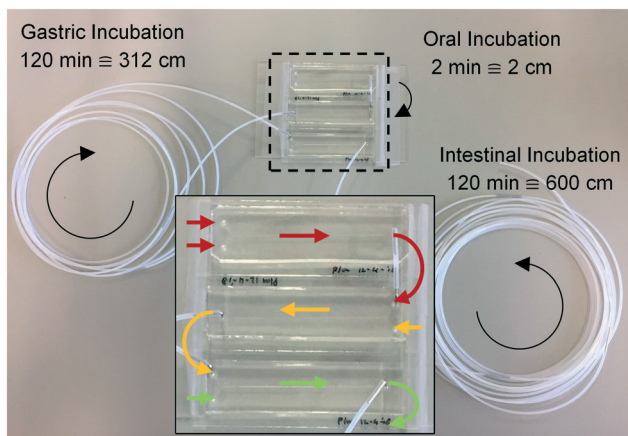 Gastric Incubation
120 min ≅ 312 cm
Oral Incubation
2 min ≅ 2 cm
Intestinal Incubation
120 min ≅ 600 cm